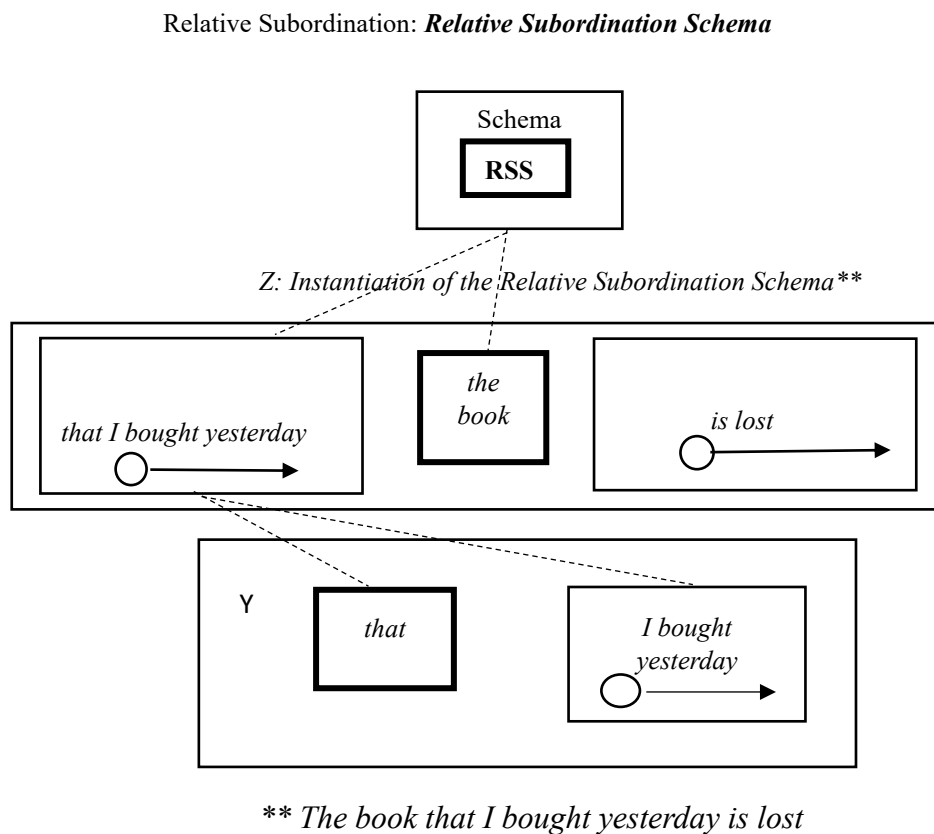 Relative Subordination: Relative Subordination Schema
Schema
RSS
Z: Instantiation of the Relative Subordination Schema**
that I bought yesterday
the
book
is lost
Y
that
I bought
yesterday
** The book that I bought yesterday is lost